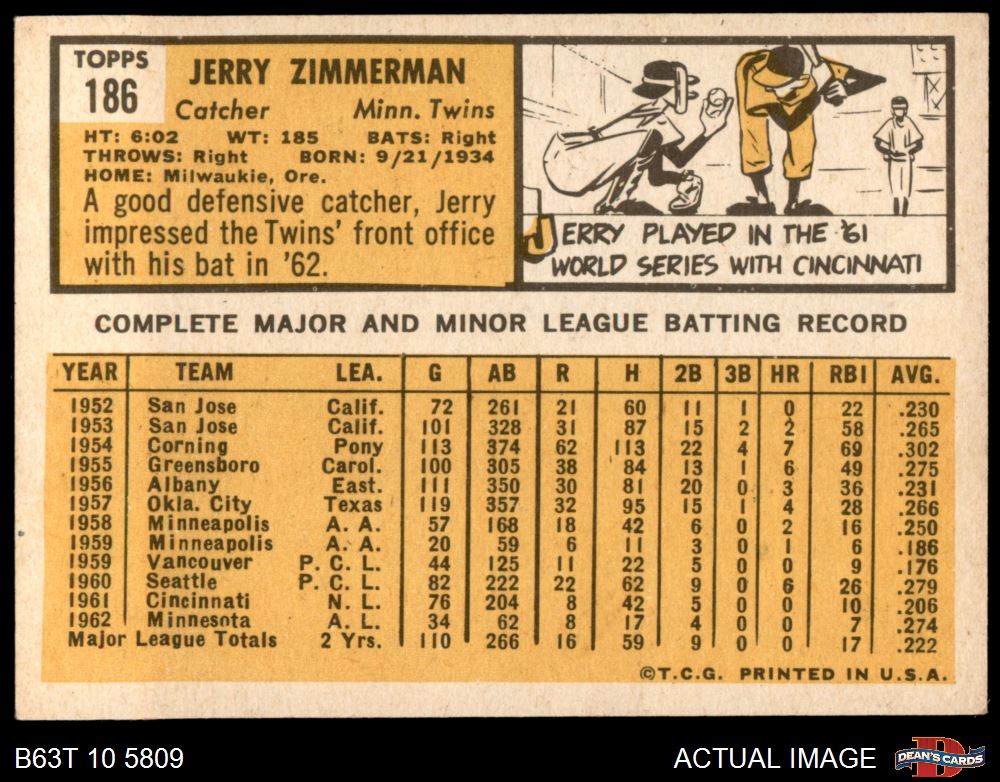 TOPPS
186
JERRY ZIMMERMAN
Catcher Minn. Twins
HT: 6:02 WT: 185 BATS: Right
THROWS: Right BORN: 9/21/1934
HOME: Milwaukie, Ore.
A good defensive catcher, Jerry
impressed the Twins' front office
with his bat in '62.
JERRY PLAYED IN THE '61
WORLD SERIES WITH CINCINNATI
COMPLETE MAJOR AND MINOR LEAGUE BATTING RECORD
YEAR TEAM LEA. G AB R H 2B 3B HR RBI AVG.
1952 San Jose Calif. 72 261 21 60 11 1 0 22 .230
1953 San Jose Calif. 101 328 31 87 15 2 2 58 .265
1954 Corning Pony 113 374 62 113 22 4 7 69 .302
1955 Greensboro Carol. 100 305 38 84 13 1 6 49 .275
1956 Albany East. 111 350 30 81 20 0 3 36 .231
1957 Okla. City Texas 119 357 32 95 15 1 4 28 .266
1958 Minneapolis A. A. 57 168 18 42 6 0 2 16 .250
1959 Minneapolis A. A. 20 59 6 11 3 0 1 6 .186
1959 Vancouver P. C. L. 44 125 11 22 5 0 0 9 .176
1960 Seattle P. C. L. 82 222 22 62 9 0 6 26 .279
1961 Cincinnati N. L. 76 204 8 42 5 0 0 10 .206
1962 Minnesota A. L. 34 62 8 17 4 0 0 7 .274
Major League Totals 2 Yrs. 110 266 16 59 9 0 0 17 .222
©T.C.G. PRINTED IN U.S.A.
B63T 10 5809 ACTUAL IMAGE DEAN'S CARDS